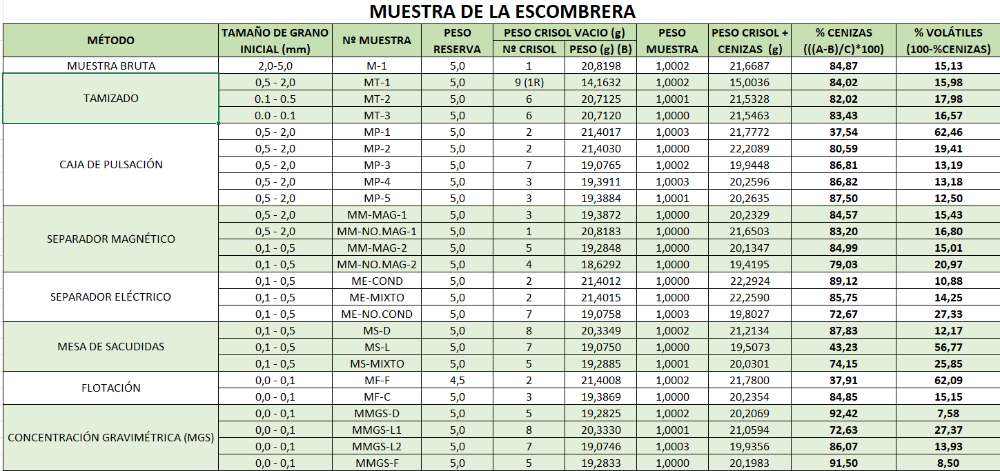 MUESTRA DE LA ESCOMBRERA
MÉTODO TAMAÑO DE GRANO INICIAL (mm) Nº MUESTRA PESO RESERVA PESO CRISOL VACIO (g) Nº CRISOL PESO (g) (B) PESO MUESTRA PESO CRISOL + CENIZAS (g) % CENIZAS (((A-B)/C)*100) % VOLÁTILES (100-%CENIZAS)
MUESTRA BRUTA 2,0-5,0 M-1 5,0 1 20,8198 1,0002 21,6687 84,87 15,13
TAMIZADO 0,5 - 2,0 MT-1 5,0 9 (1R) 14,1632 1,0002 15,0036 84,02 15,98
0.1 - 0.5 MT-2 5,0 6 20,7125 1,0001 21,5328 82,02 17,98
0.0 - 0.1 MT-3 5,0 6 20,7120 1,0000 21,5463 83,43 16,57
CAJA DE PULSACIÓN 0,5 - 2,0 MP-1 5,0 2 21,4017 1,0003 21,7772 37,54 62,46
0,5 - 2,0 MP-2 5,0 2 21,4030 1,0000 22,2089 80,59 19,41
0,5 - 2,0 MP-3 5,0 7 19,0765 1,0002 19,9448 86,81 13,19
0,5 - 2,0 MP-4 5,0 3 19,3911 1,0003 20,2596 86,82 13,18
0,5 - 2,0 MP-5 5,0 3 19,3884 1,0001 20,2635 87,50 12,50
SEPARADOR MAGNÉTICO 0,5 - 2,0 MM-MAG-1 5,0 3 19,3872 1,0000 20,2329 84,57 15,43
0,5 - 2,0 MM-NO.MAG-1 5,0 1 20,8183 1,0000 21,6503 83,20 16,80
0,1 - 0,5 MM-MAG-2 5,0 5 19,2848 1,0000 20,1347 84,99 15,01
0,1 - 0,5 MM-NO.MAG-2 5,0 4 18,6292 1,0000 19,4195 79,03 20,97
SEPARADOR ELÉCTRICO 0,1 - 0,5 ME-COND 5,0 2 21,4012 1,0000 22,2924 89,12 10,88
0,1 - 0,5 ME-MIXTO 5,0 2 21,4015 1,0000 22,2590 85,75 14,25
0,1 - 0,5 ME-NO.COND 5,0 7 19,0758 1,0003 19,8027 72,67 27,33
MESA DE SACUDIDAS 0,1 - 0,5 MS-D 5,0 8 20,3349 1,0002 21,2134 87,83 12,17
0,1 - 0,5 MS-L 5,0 7 19,0750 1,0000 19,5073 43,23 56,77
0,1 - 0,5 MS-MIXTO 5,0 5 19,2885 1,0001 20,0301 74,15 25,85
FLOTACIÓN 0,0 - 0,1 MF-F 4,5 2 21,4008 1,0002 21,7800 37,91 62,09
0,0 - 0,1 MF-C 5,0 3 19,3869 1,0000 20,2354 84,85 15,15
CONCENTRACIÓN GRAVIMÉTRICA (MGS) 0,0 - 0,1 MMGS-D 5,0 5 19,2825 1,0002 20,2069 92,42 7,58
0,0 - 0,1 MMGS-L1 5,0 8 20,3330 1,0001 21,0594 72,63 27,37
0,0 - 0,1 MMGS-L2 5,0 7 19,0746 1,0003 19,9356 86,07 13,93
0,0 - 0,1 MMGS-F 5,0 5 19,2833 1,0000 20,1983 91,50 8,50